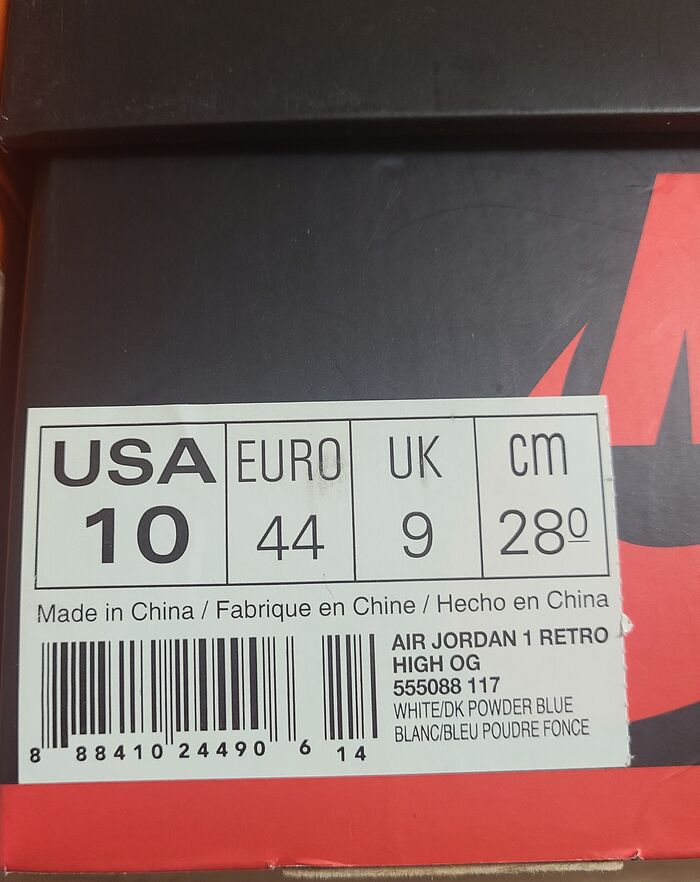 USA EURO UK cm
10 44 9 280
Made in China / Fabrique en Chine / Hecho en China
AIR JORDAN 1 RETRO
HIGH OG
555088 117
WHITE/DK POWDER BLUE
BLANC/BLEU POUDRE FONCE
8 88410 24490 6 14